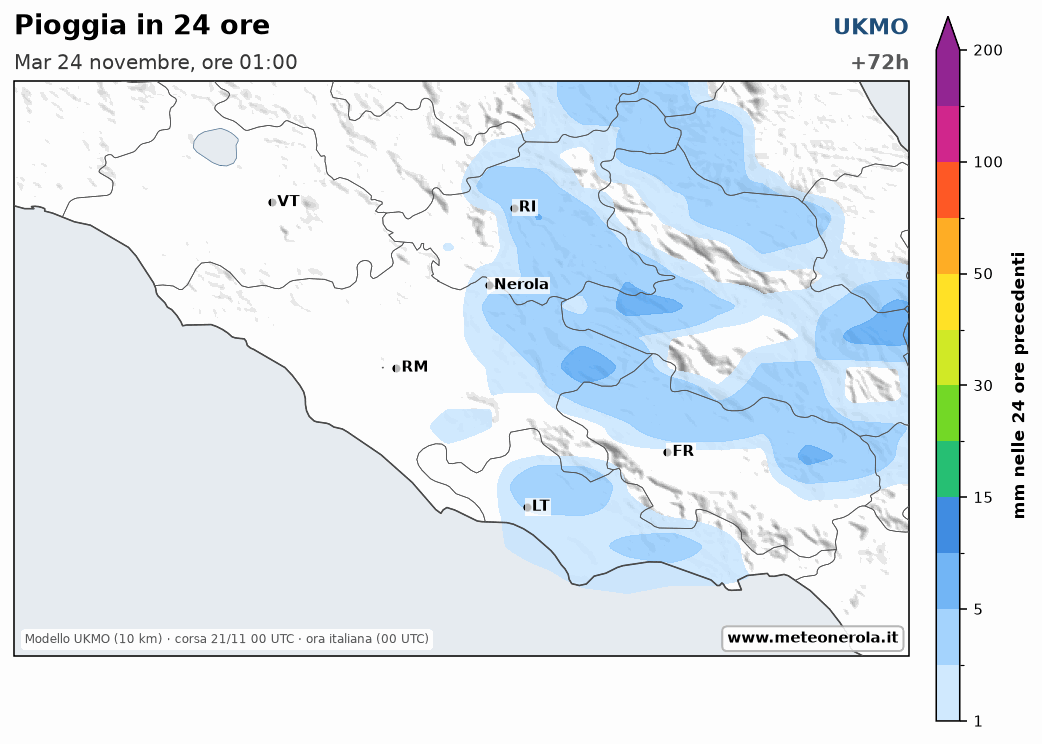 Pioggia in 24 ore
UKMO
Mar 24 novembre, ore 01:00
+72h
200
100
50
30
15
5
1
mm nelle 24 ore precedenti
VT
RI
Nerola
RM
FR
LT
Modello UKMO (10 km) · corsa 21/11 00 UTC · ora italiana (00 UTC)
www.meteonerola.it